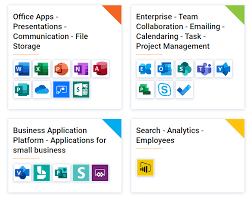 Office Apps -
Presentations -
Communication - File
Storage
Enterprise - Team
Collaboration - Emailing -
Calendaring - Task -
Project Management
Business Application
Platform - Applications for
small business
Search - Analytics -
Employees